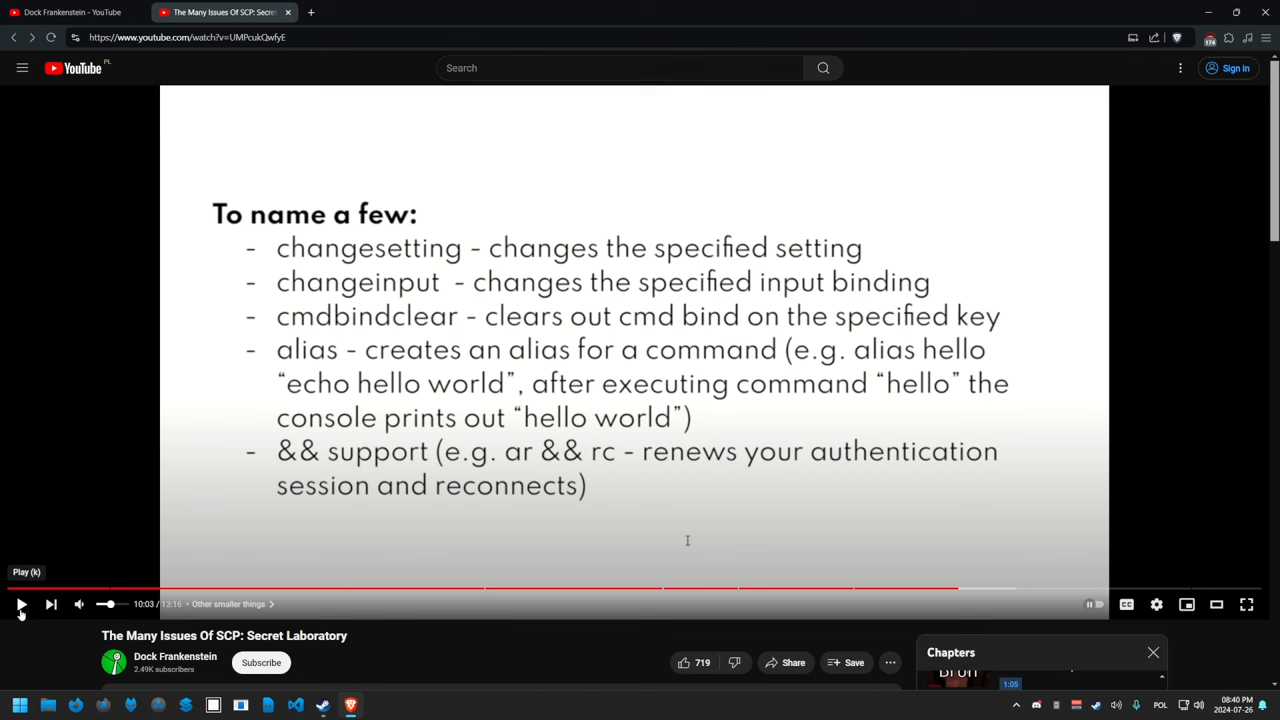 Dock Frankenstein - YouTube
The Many Issues Of SCP: Secret
https://www.youtube.com/watch?v=UMPcukQwfyE
174
YouTube PL
Search
Sign in
To name a few:
- changesetting - changes the specified setting
- changeinput - changes the specified input binding
- cmdbindclear - clears out cmd bind on the specified key
- alias - creates an alias for a command (e.g. alias hello
“echo hello world”, after executing command “hello” the
console prints out “hello world”)
- && support (e.g. ar && rc - renews your authentication
session and reconnects)
Play (k)
10:03 / 13:16 • Other smaller things
CC
The Many Issues Of SCP: Secret Laboratory
Dock Frankenstein
2.49K subscribers
Subscribe
719
Share
Save
Chapters
Bruh
1:05
POL
08:40 PM
2024-07-26